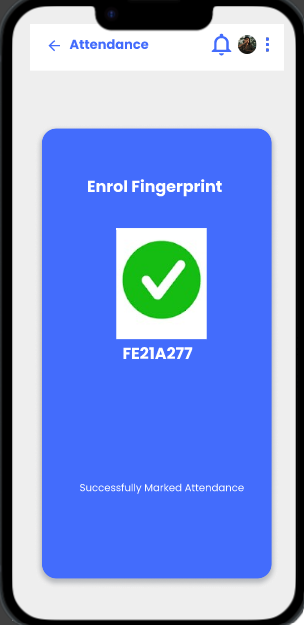 Attendance
Enrol Fingerprint
FE21A277
Successfully Marked Attendance